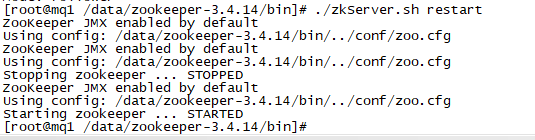 [root@mq1 /data/zookeeper-3.4.14/bin]# ./zkServer.sh restart
ZooKeeper JMX enabled by default
Using config: /data/zookeeper-3.4.14/bin/../conf/zoo.cfg
ZooKeeper JMX enabled by default
Using config: /data/zookeeper-3.4.14/bin/../conf/zoo.cfg
Stopping zookeeper ... STOPPED
ZooKeeper JMX enabled by default
Using config: /data/zookeeper-3.4.14/bin/../conf/zoo.cfg
Starting zookeeper ... STARTED
[root@mq1 /data/zookeeper-3.4.14/bin]#